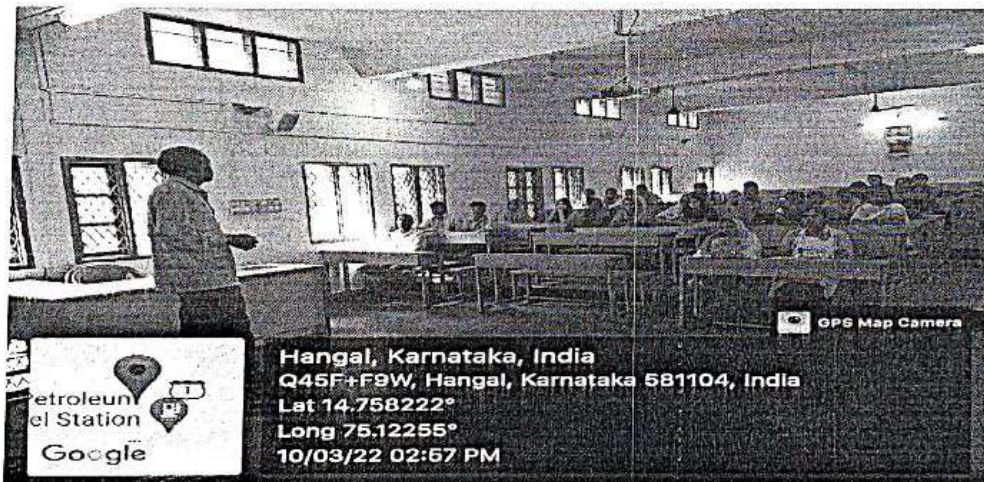 GPS Map Camera
Hangal, Karnataka, India
Q45F+F9W, Hangal, Karnataka 581104, India
Lat 14.758222°
Long 75.12255°
10/03/22 02:57 PM
etroleum
el Station
Google